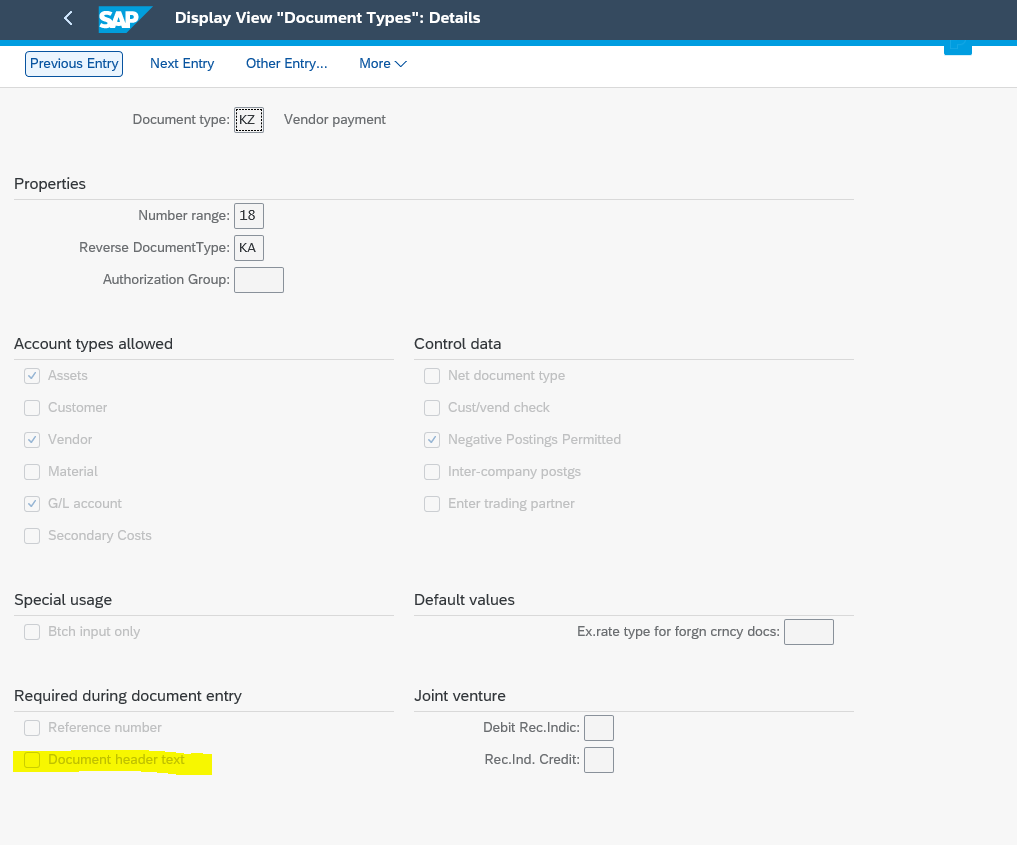 SAP Display View "Document Types": Details
Previous Entry Next Entry Other Entry... More
Document type: KZ Vendor payment
Properties
Number range: 18
Reverse DocumentType: KA
Authorization Group:
Account types allowed Control data
Assets Net document type
Customer Cust/vend check
Vendor Negative Postings Permitted
Material Inter-company postgs
G/L account Enter trading partner
Secondary Costs
Special usage Default values
Btch input only Ex.rate type for forgn crncy docs:
Required during document entry Joint venture
Reference number Debit Rec.Indic:
Document header text Rec.Ind. Credit: